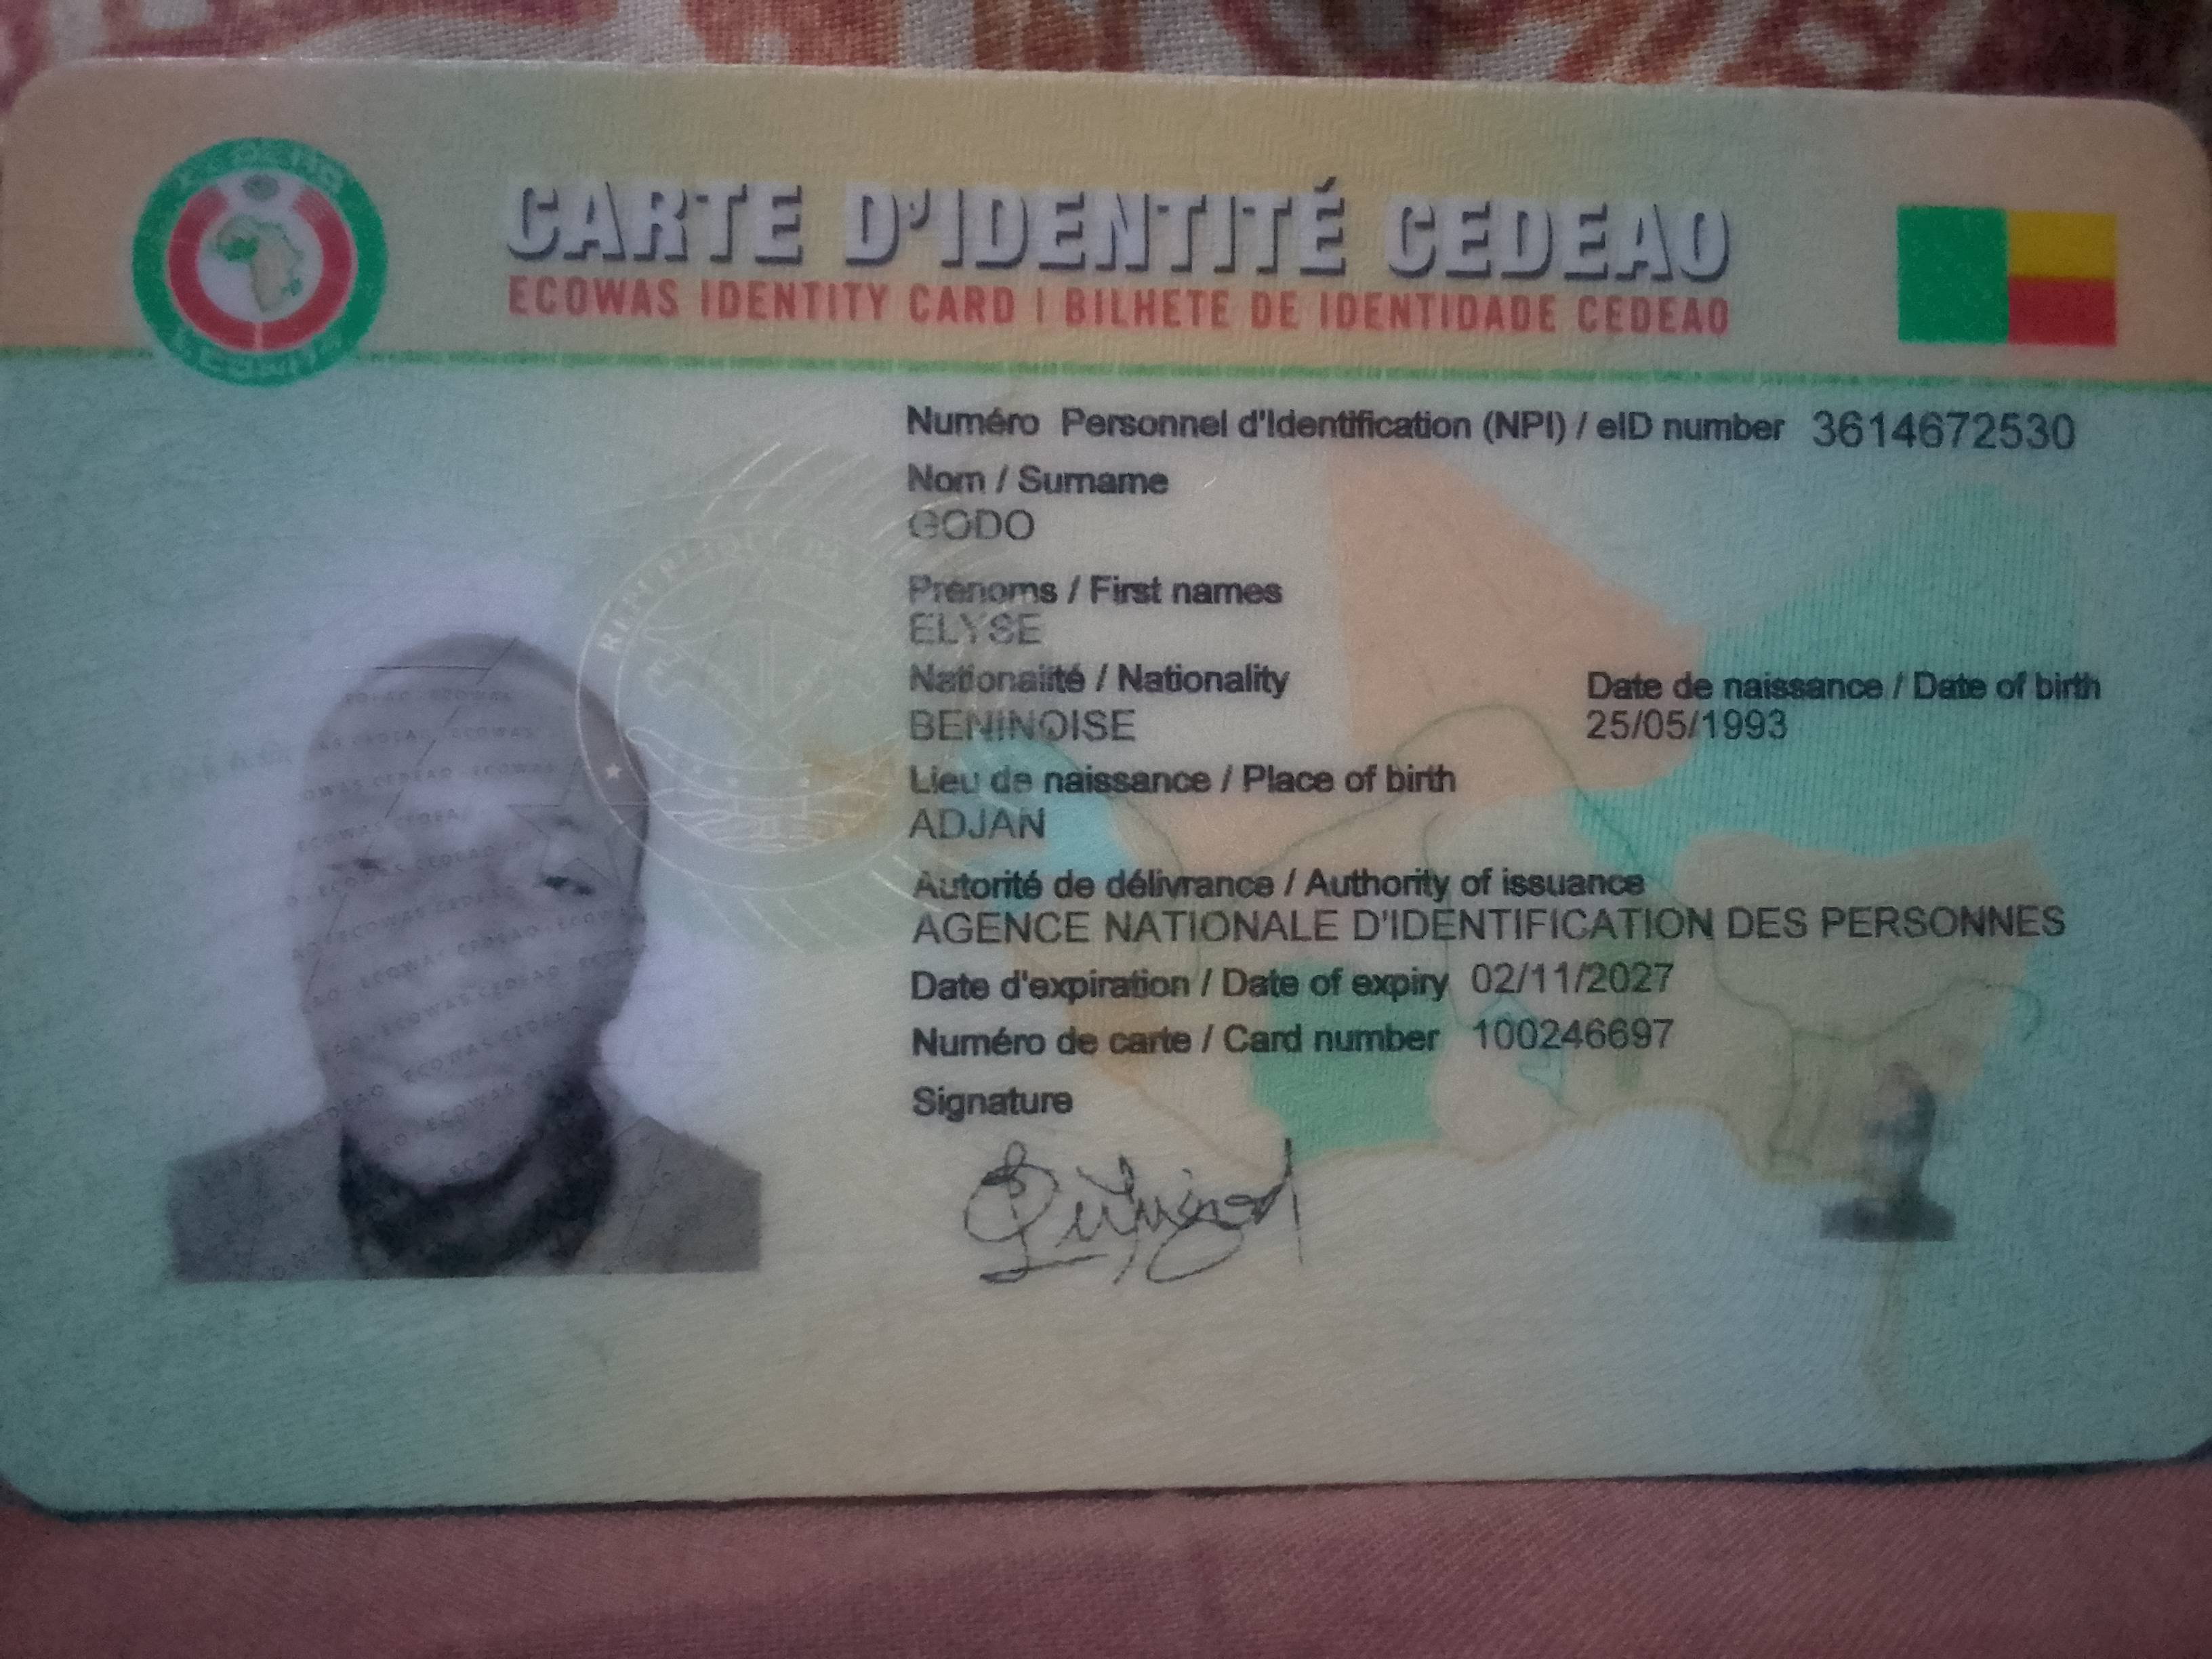 CARTE D'IDENTITÉ CEDEAO
ECOWAS IDENTITY CARD | BILHETE DE IDENTIDADE CEDEAO
Numéro Personnel d'Identification (NPI) / eID number 3614672530
Nom / Surname
GODO
Prénoms / First names
ELYSE
Nationalité / Nationality
BENINOISE
Date de naissance / Date of birth
25/05/1993
Lieu de naissance / Place of birth
ADJAN
Autorité de délivrance / Authority of issuance
AGENCE NATIONALE D'IDENTIFICATION DES PERSONNES
Date d'expiration / Date of expiry 02/11/2027
Numéro de carte / Card number 100246697
Signature